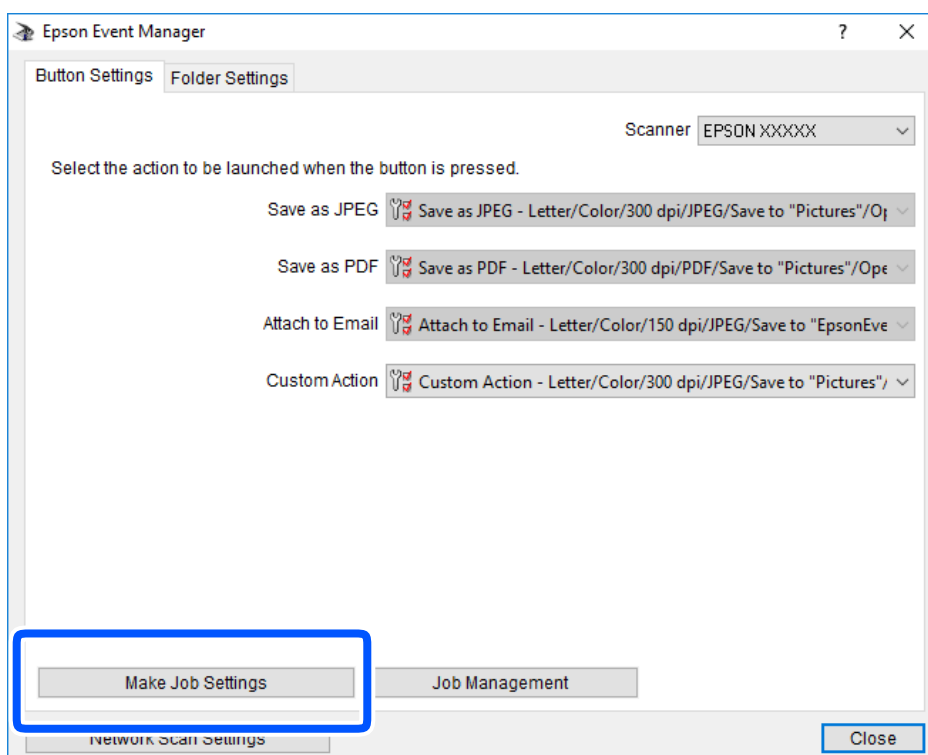 Epson Event Manager
Button Settings Folder Settings
Scanner EPSON XXXXX
Select the action to be launched when the button is pressed.
Save as JPEG Save as JPEG - Letter/Color/300 dpi/JPEG/Save to "Pictures"/Op
Save as PDF Save as PDF - Letter/Color/300 dpi/PDF/Save to "Pictures"/Ope
Attach to Email Attach to Email - Letter/Color/150 dpi/JPEG/Save to "EpsonEve
Custom Action Custom Action - Letter/Color/300 dpi/JPEG/Save to "Pictures"/
Make Job Settings Job Management
Network Scan Settings Close